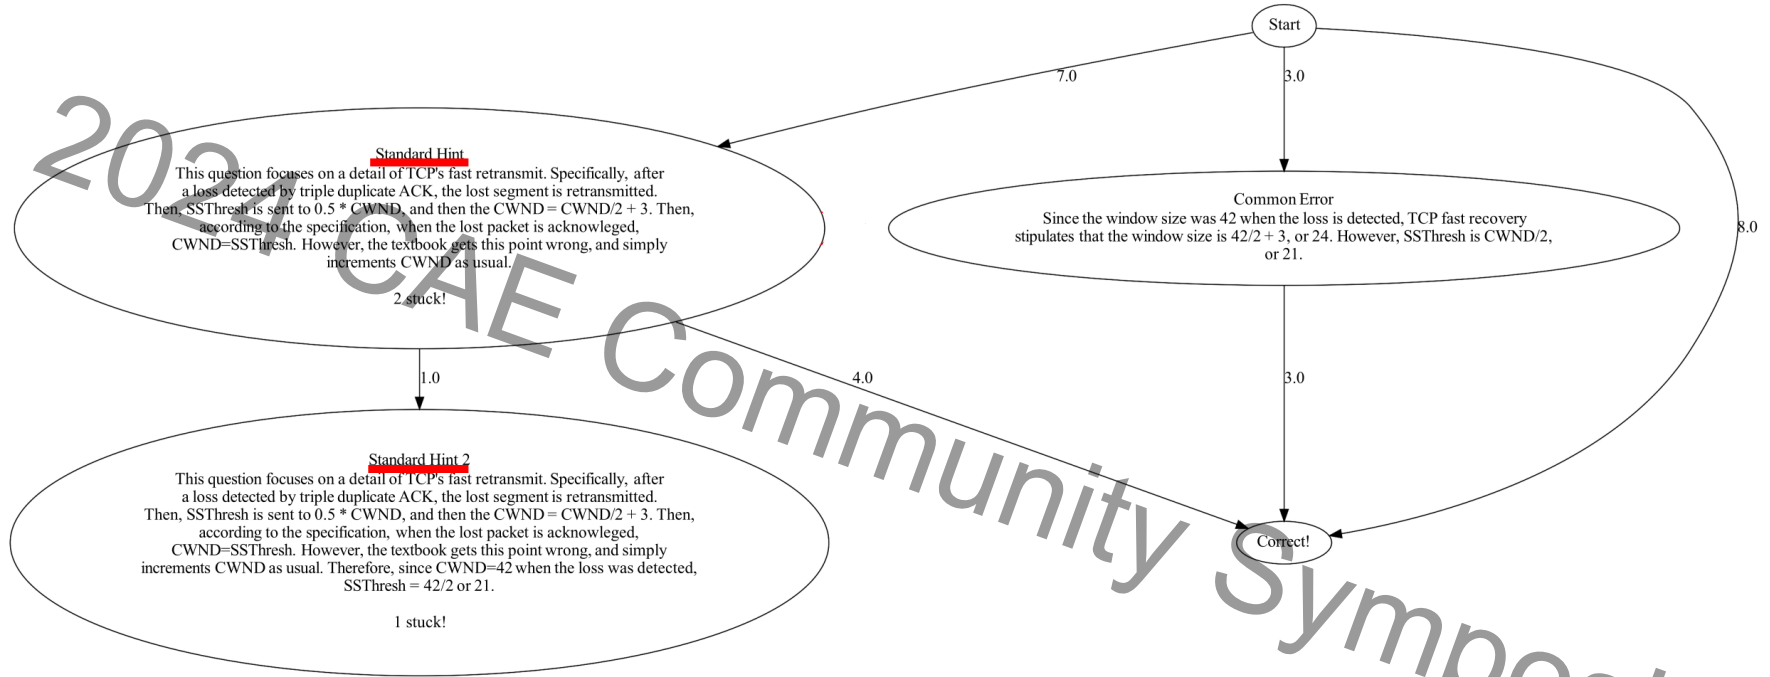 Start
7.0
3.0
8.0
Standard Hint
This question focuses on a detail of TCP's fast retransmit. Specifically, after
a loss detected by triple duplicate ACK, the lost segment is retransmitted.
Then, SSThresh is sent to 0.5 * CWND, and then the CWND = CWND/2 + 3. Then,
according to the specification, when the lost packet is acknowleged,
CWND=SSThresh. However, the textbook gets this point wrong, and simply
increments CWND as usual.
2 stuck!
Common Error
Since the window size was 42 when the loss is detected, TCP fast recovery
stipulates that the window size is 42/2 + 3, or 24. However, SSThresh is CWND/2,
or 21.
1.0
4.0
3.0
Standard Hint 2
This question focuses on a detail of TCP's fast retransmit. Specifically, after
a loss detected by triple duplicate ACK, the lost segment is retransmitted.
Then, SSThresh is sent to 0.5 * CWND, and then the CWND = CWND/2 + 3. Then,
according to the specification, when the lost packet is acknowleged,
CWND=SSThresh. However, the textbook gets this point wrong, and simply
increments CWND as usual. Therefore, since CWND=42 when the loss was detected,
SSThresh = 42/2 or 21.
1 stuck!
Correct!
2024 CAE Community